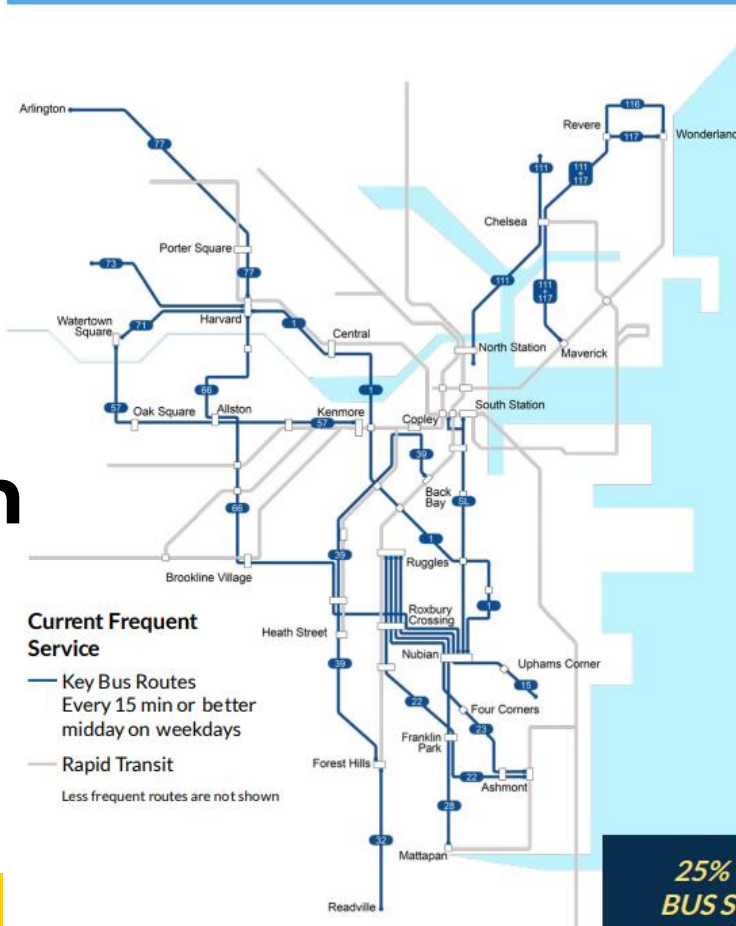 Arlington
77
116
Revere
117
Wonderland
111
111
+
117
Chelsea
Porter Square
77
73
111
111
+
117
Watertown
Square
71
Harvard
1
Central
North Station
Maverick
66
1
57
Oak Square
Allston
57
Kenmore
Copley
South Station
39
Back
Bay
SL
n
66
1
39
Ruggles
Brookline Village
1
Roxbury
Crossing
Heath Street
Nubian
Uphams Corner
39
15
22
Four Corners
23
Franklin
Park
Forest Hills
22
Ashmont
28
Mattapan
32
Readville
Current Frequent
Service
Key Bus Routes
Every 15 min or better
midday on weekdays
Rapid Transit
Less frequent routes are not shown
25%
BUS S